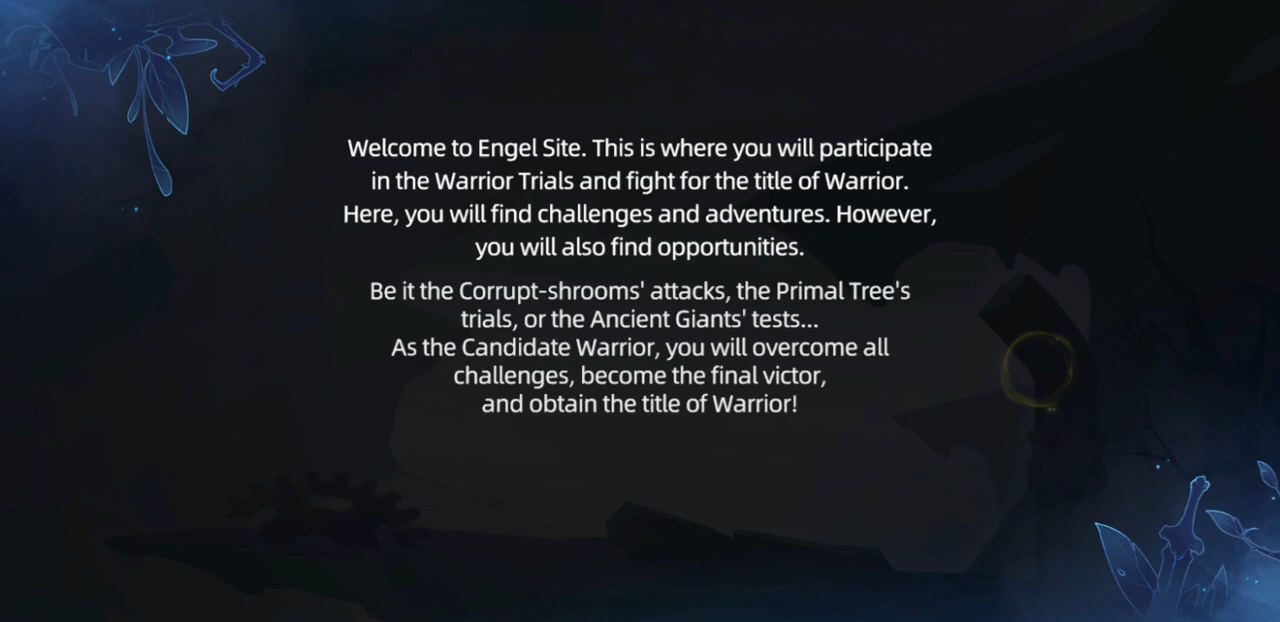 Welcome to Engel Site. This is where you will participate
in the Warrior Trials and fight for the title of Warrior.
Here, you will find challenges and adventures. However,
you will also find opportunities.
Be it the Corrupt-shrooms' attacks, the Primal Tree's
trials, or the Ancient Giants' tests...
As the Candidate Warrior, you will overcome all
challenges, become the final victor,
and obtain the title of Warrior!